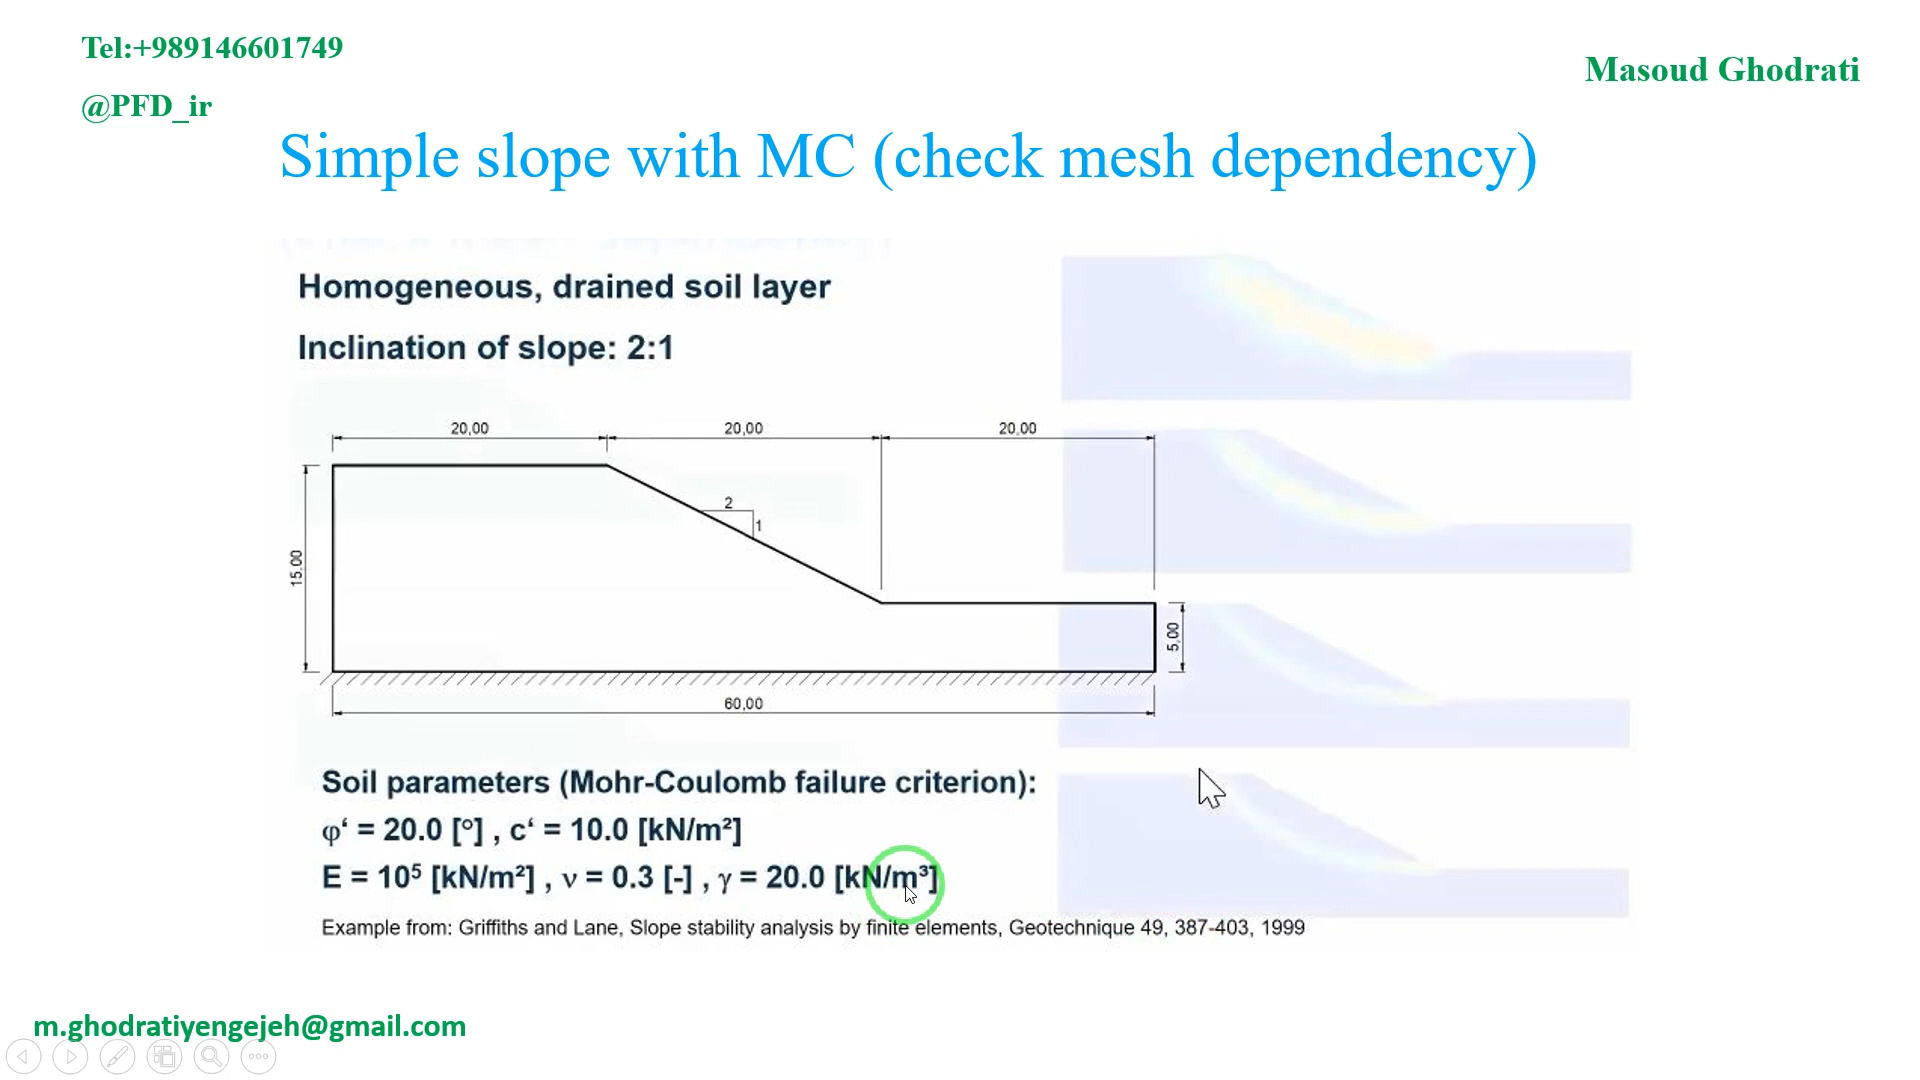 Tel:+989146601749
Masoud Ghodrati
@PFD_ir
Simple slope with MC (check mesh dependency)
Homogeneous, drained soil layer
Inclination of slope: 2:1
20,00
20,00
20,00
2
1
15.00
5,00
60,00
Soil parameters (Mohr-Coulomb failure criterion):
φ‘ = 20.0 [°] , c‘ = 10.0 [kN/m²]
E = 10⁵ [kN/m²] , ν = 0.3 [-] , γ = 20.0 [kN/m³]
Example from: Griffiths and Lane, Slope stability analysis by finite elements, Geotechnique 49, 387-403, 1999
m.ghodratiyengejeh@gmail.com